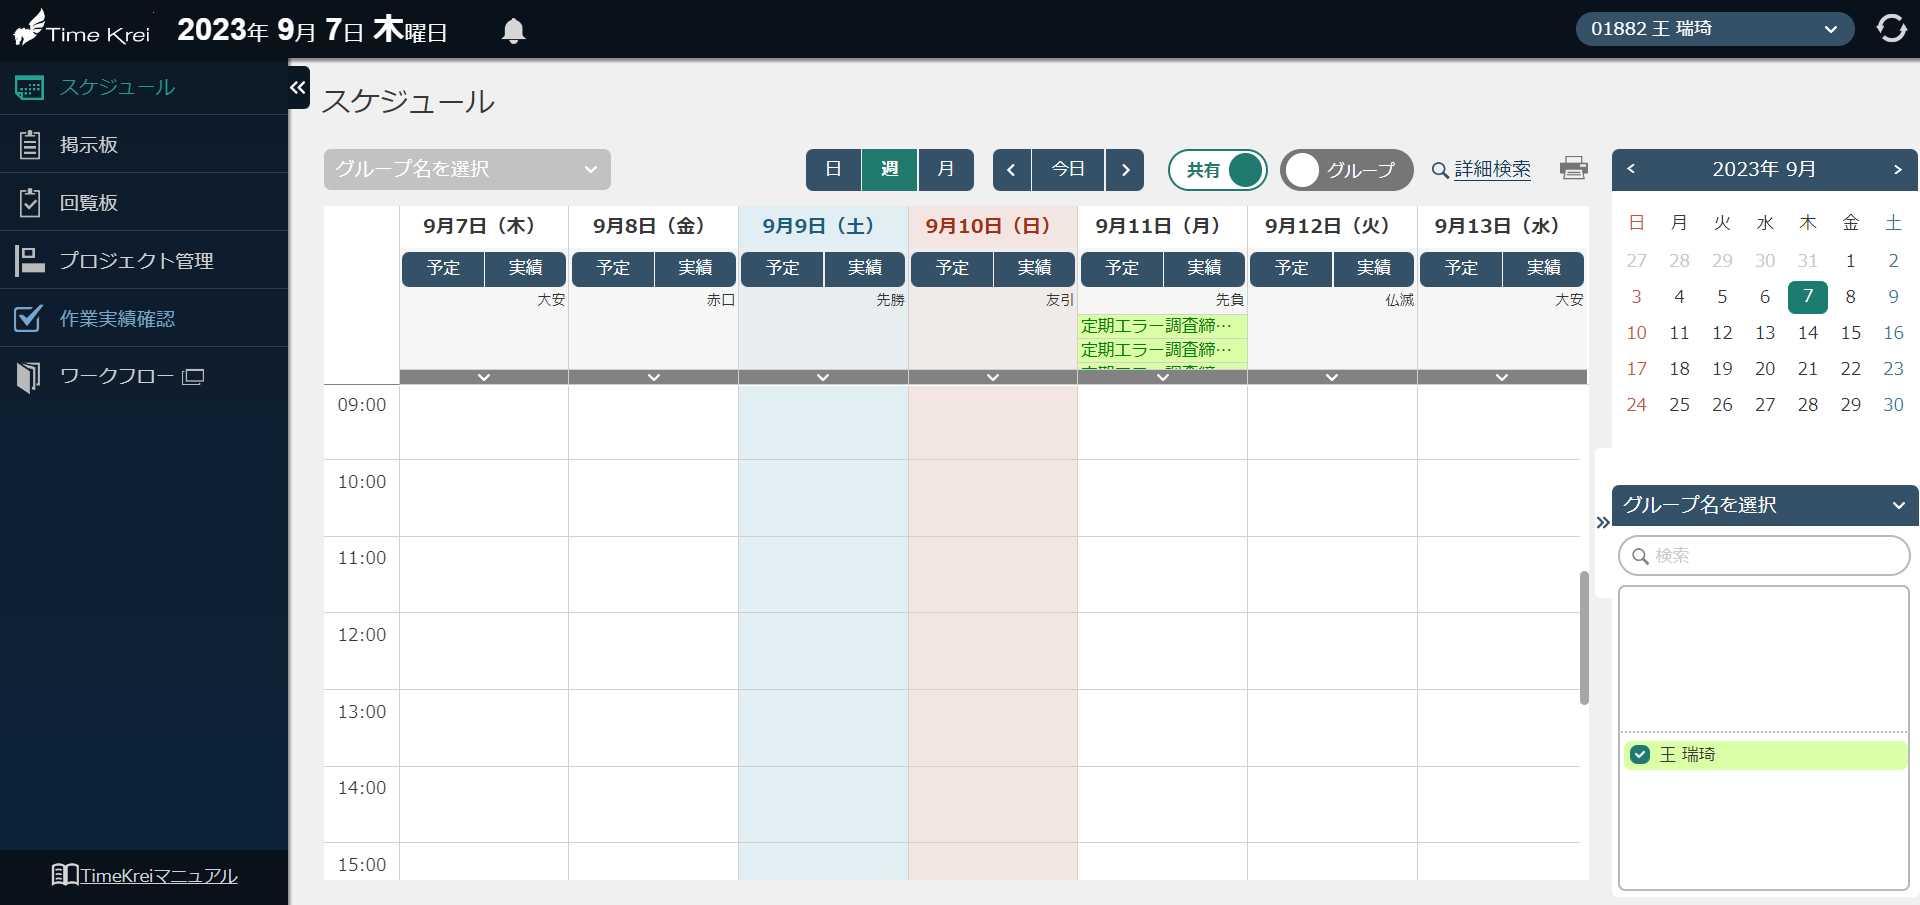 Time Krei
2023年 9月 7日 木曜日
01882 王 瑞琦
スケジュール
掲示板
回覧板
プロジェクト管理
作業実績確認
ワークフロー
TimeKreiマニュアル
スケジュール
グループ名を選択
日 週 月
< 今日 >
共有
グループ
詳細検索
9月7日（木） 9月8日（金） 9月9日（土） 9月10日（日） 9月11日（月） 9月12日（火） 9月13日（水）
予定 実績 予定 実績 予定 実績 予定 実績 予定 実績 予定 実績 予定 実績
大安 赤口 先勝 友引 先負 仏滅 大安
定期エラー調査締…
定期エラー調査締…
09:00
10:00
11:00
12:00
13:00
14:00
15:00
< 2023年 9月 >
日 月 火 水 木 金 土
27 28 29 30 31 1 2
3 4 5 6 7 8 9
10 11 12 13 14 15 16
17 18 19 20 21 22 23
24 25 26 27 28 29 30
グループ名を選択
検索
王 瑞琦